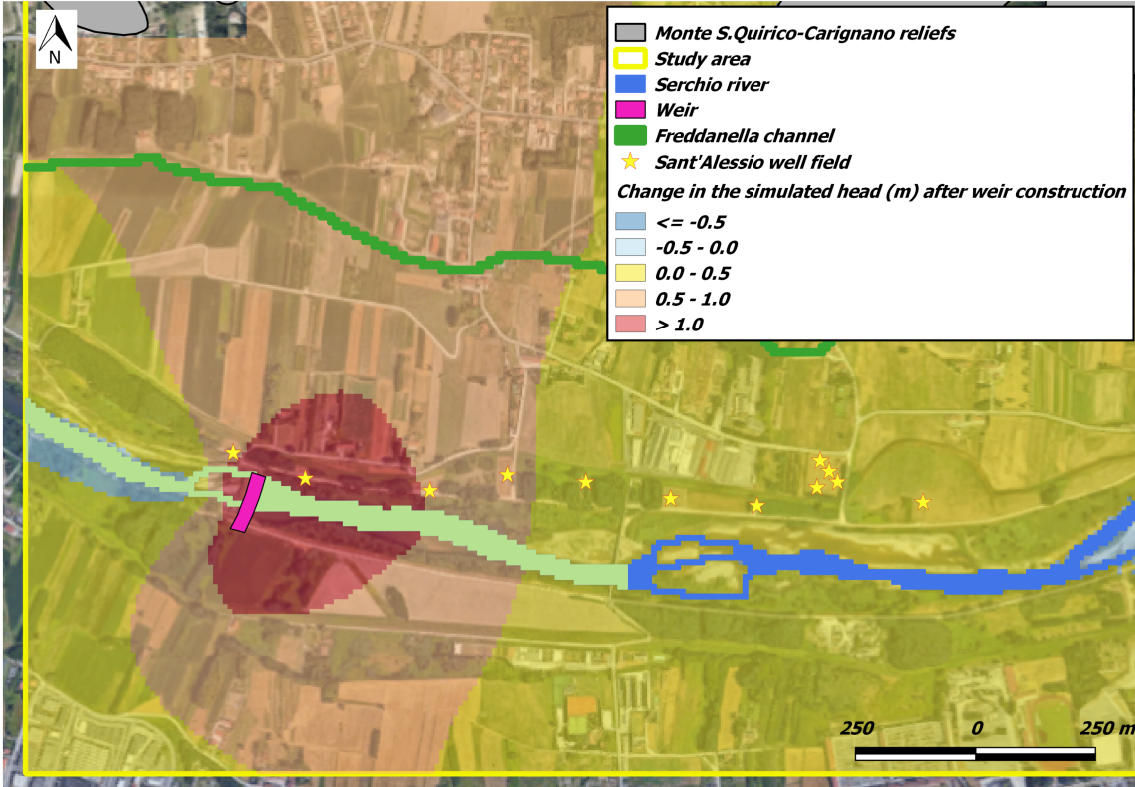 N
Monte S.Quirico-Carignano reliefs
Study area
Serchio river
Weir
Freddanella channel
Sant'Alessio well field
Change in the simulated head (m) after weir construction
<= -0.5
-0.5 - 0.0
0.0 - 0.5
0.5 - 1.0
> 1.0
250 0 250 m